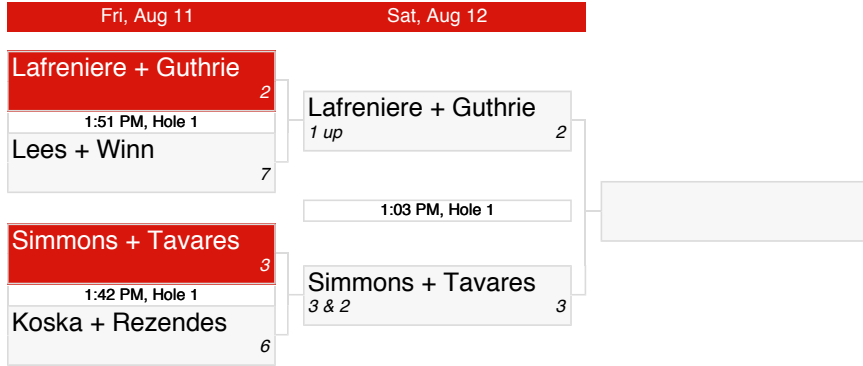 Fri, Aug 11
Sat, Aug 12
Lafreniere + Guthrie
2
1:51 PM, Hole 1
Lees + Winn
7
Lafreniere + Guthrie
1 up 2
1:03 PM, Hole 1
Simmons + Tavares
3
1:42 PM, Hole 1
Koska + Rezendes
6
Simmons + Tavares
3 & 2 3